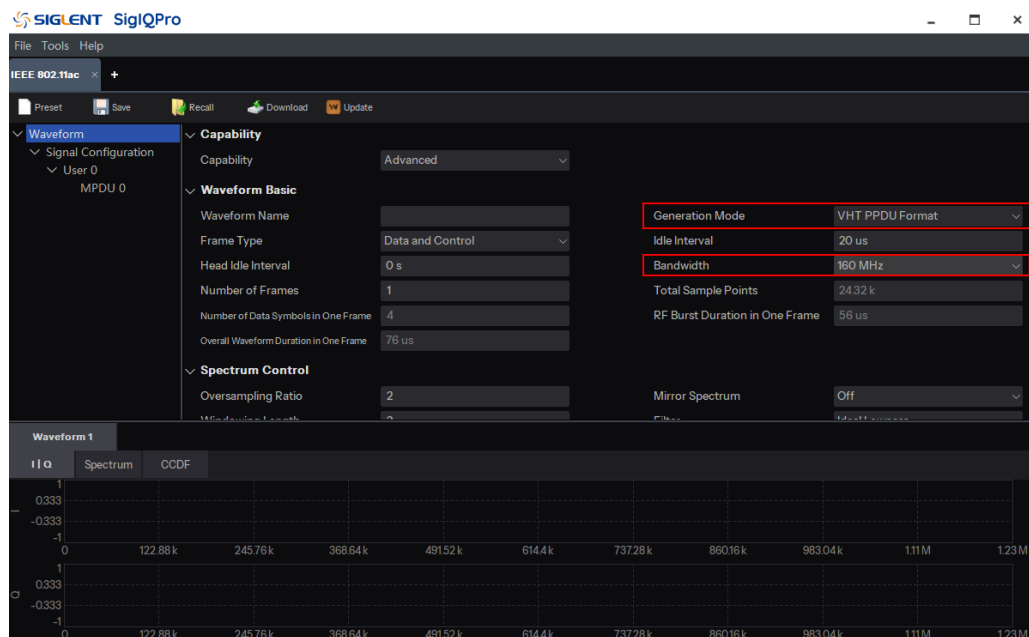 SIGLENT SigIQPro
File Tools Help
IEEE 802.11ac × +
Preset Save Recall Download Update
Waveform
Signal Configuration
User 0
MPDU 0
Capability
Capability Advanced
Waveform Basic
Waveform Name Generation Mode VHT PPDU Format
Frame Type Data and Control Idle Interval 20 us
Head Idle Interval 0 s Bandwidth 160 MHz
Number of Frames 1 Total Sample Points 24.32 k
Number of Data Symbols in One Frame 4 RF Burst Duration in One Frame 56 us
Overall Waveform Duration in One Frame 76 us
Spectrum Control
Oversampling Ratio 2 Mirror Spectrum Off
Waveform 1
I | Q Spectrum CCDF
1
0.333
I
-0.333
-1
0 122.88 k 245.76 k 368.64 k 491.52 k 614.4 k 737.28 k 860.16 k 983.04 k 1.11 M 1.23 M
1
0.333
Q
-0.333
-1
0 122.88 k 245.76 k 368.64 k 491.52 k 614.4 k 737.28 k 860.16 k 983.04 k 1.11 M 1.23 M